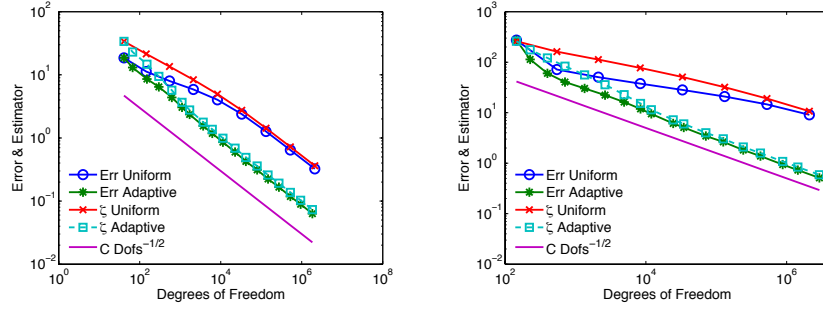 Error & Estimator
10^2
10^1
10^0
10^-1
10^-2
Err Uniform
Err Adaptive
ζ Uniform
ζ Adaptive
C Dofs^-1/2
10^0
10^2
10^4
10^6
10^8
Degrees of Freedom
Error & Estimator
10^3
10^2
10^1
10^0
10^-1
10^-2
Err Uniform
Err Adaptive
ζ Uniform
ζ Adaptive
C Dofs^-1/2
10^2
10^4
10^6
Degrees of Freedom